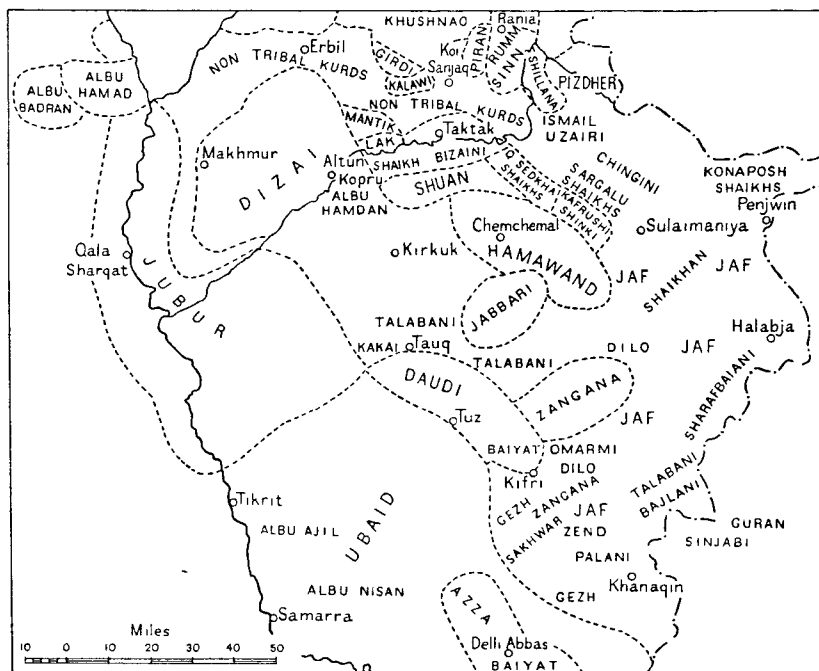 KHUSHNAO
Rania
Erbil
Koi
Sanjaq
PIRAN
RUMM
SINN
ALBU
HAMAD
ALBU
BADRAN
NON TRIBAL KURDS
GIRDI
KALAWI
SHILLANA
PIZDHER
NON TRIBAL KURDS
MANTIK
LAK
Taktak
ISMAIL
UZAIRI
Makhmur
DIZAI
Altun
Kopru
SHAIKH BIZAINI
SHUAN
ALBU
HAMDAN
SEDKHA
SHAIKHS
KAFRUSHI
SHINKI
CHINGINI
SARGALU
SHAIKHS
KONAPOSH
SHAIKHS
Penjwin
Chemchemal
Sulaimaniya
Qala
Sharqat
JUBUR
Kirkuk
HAMAWAND
JAF
SHAIKHAN
JAF
JABBARI
TALABANI
KAKAI
Tauq
TALABANI
DILO
JAF
Halabja
DAUDI
ZANGANA
JAF
SHARAFBAIANI
Tuz
BAIYAT
OMARMI
DILO
Kifri
Tikrit
ALBU AJIL
UBAID
GEZH
ZANGANA
SAKHWAR
JAF
ZEND
TALABANI
BAJLANI
GURAN
SINJABI
PALANI
Khanaqin
ALBU NISAN
GEZH
Samarra
AZZA
Delli Abbas
BAIYAT
Miles
10 0 10 20 30 40 50